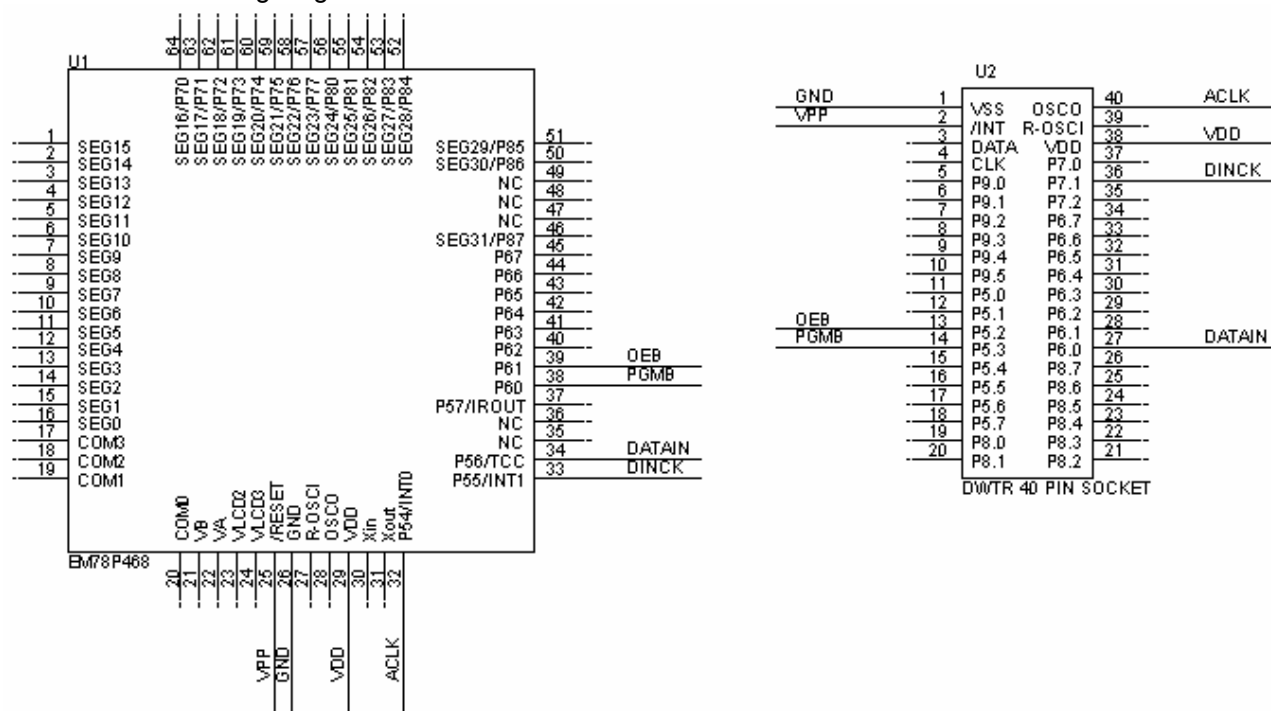 U1
64 SEG16/P70
63 SEG17/P71
62 SEG18/P72
61 SEG19/P73
60 SEG20/P74
59 SEG21/P75
58 SEG22/P76
57 SEG23/P77
56 SEG24/P80
55 SEG25/P81
54 SEG26/P82
53 SEG27/P83
52 SEG28/P84
1 SEG15
2 SEG14
3 SEG13
4 SEG12
5 SEG11
6 SEG10
7 SEG9
8 SEG8
9 SEG7
10 SEG6
11 SEG5
12 SEG4
13 SEG3
14 SEG2
15 SEG1
16 SEG0
17 COM3
18 COM2
19 COM1
SEG29/P85 51
SEG30/P86 50
NC 49
NC 48
NC 47
SEG31/P87 46
P67 45
P66 44
P65 43
P64 42
P63 41
P62 40
P61 39 OEB
P60 38 PGMB
P57/IROUT 37
NC 36
NC 35
P56/TCC 34 DATAIN
P55/INT1 33 DINCK
COM0 20
VB 21
VA 22
VLCD2 23
VLCD3 24
/RESET 25 VPP
GND 26 GND
R-OSCI 27
OSCO 28
VDD 29 VDD
Xin 30
Xout 31
P54/INT0 32 ACLK
EM78P468
U2
GND 1 VSS
VPP 2 /INT
3 DATA
4 CLK
5 P9.0
6 P9.1
7 P9.2
8 P9.3
9 P9.4
10 P9.5
11 P5.0
12 P5.1
OEB 13 P5.2
PGMB 14 P5.3
15 P5.4
16 P5.5
17 P5.6
18 P5.7
19 P8.0
20 P8.1
OSCO 40 ACLK
R-OSCI 39
VDD 38 VDD
P7.0 37
P7.1 36 DINCK
P7.2 35
P6.7 34
P6.6 33
P6.5 32
P6.4 31
P6.3 30
P6.2 29
P6.1 28
P6.0 27 DATAIN
P8.7 26
P8.6 25
P8.5 24
P8.4 23
P8.3 22
P8.2 21
DWTR 40 PIN SOCKET